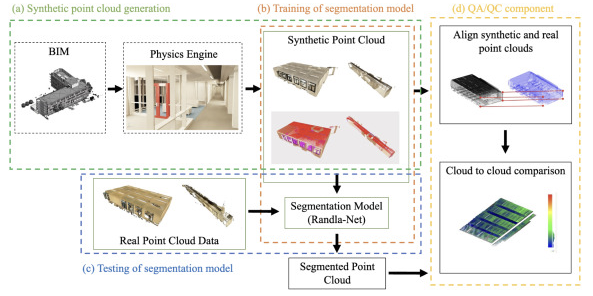 (a) Synthetic point cloud generation
(b) Training of segmentation model
(d) QA/QC component
BIM
Physics Engine
Synthetic Point Cloud
Align synthetic and real
point clouds
Cloud to cloud comparison
Real Point Cloud Data
Segmentation Model
(Randla-Net)
(c) Testing of segmentation model
Segmented Point
Cloud